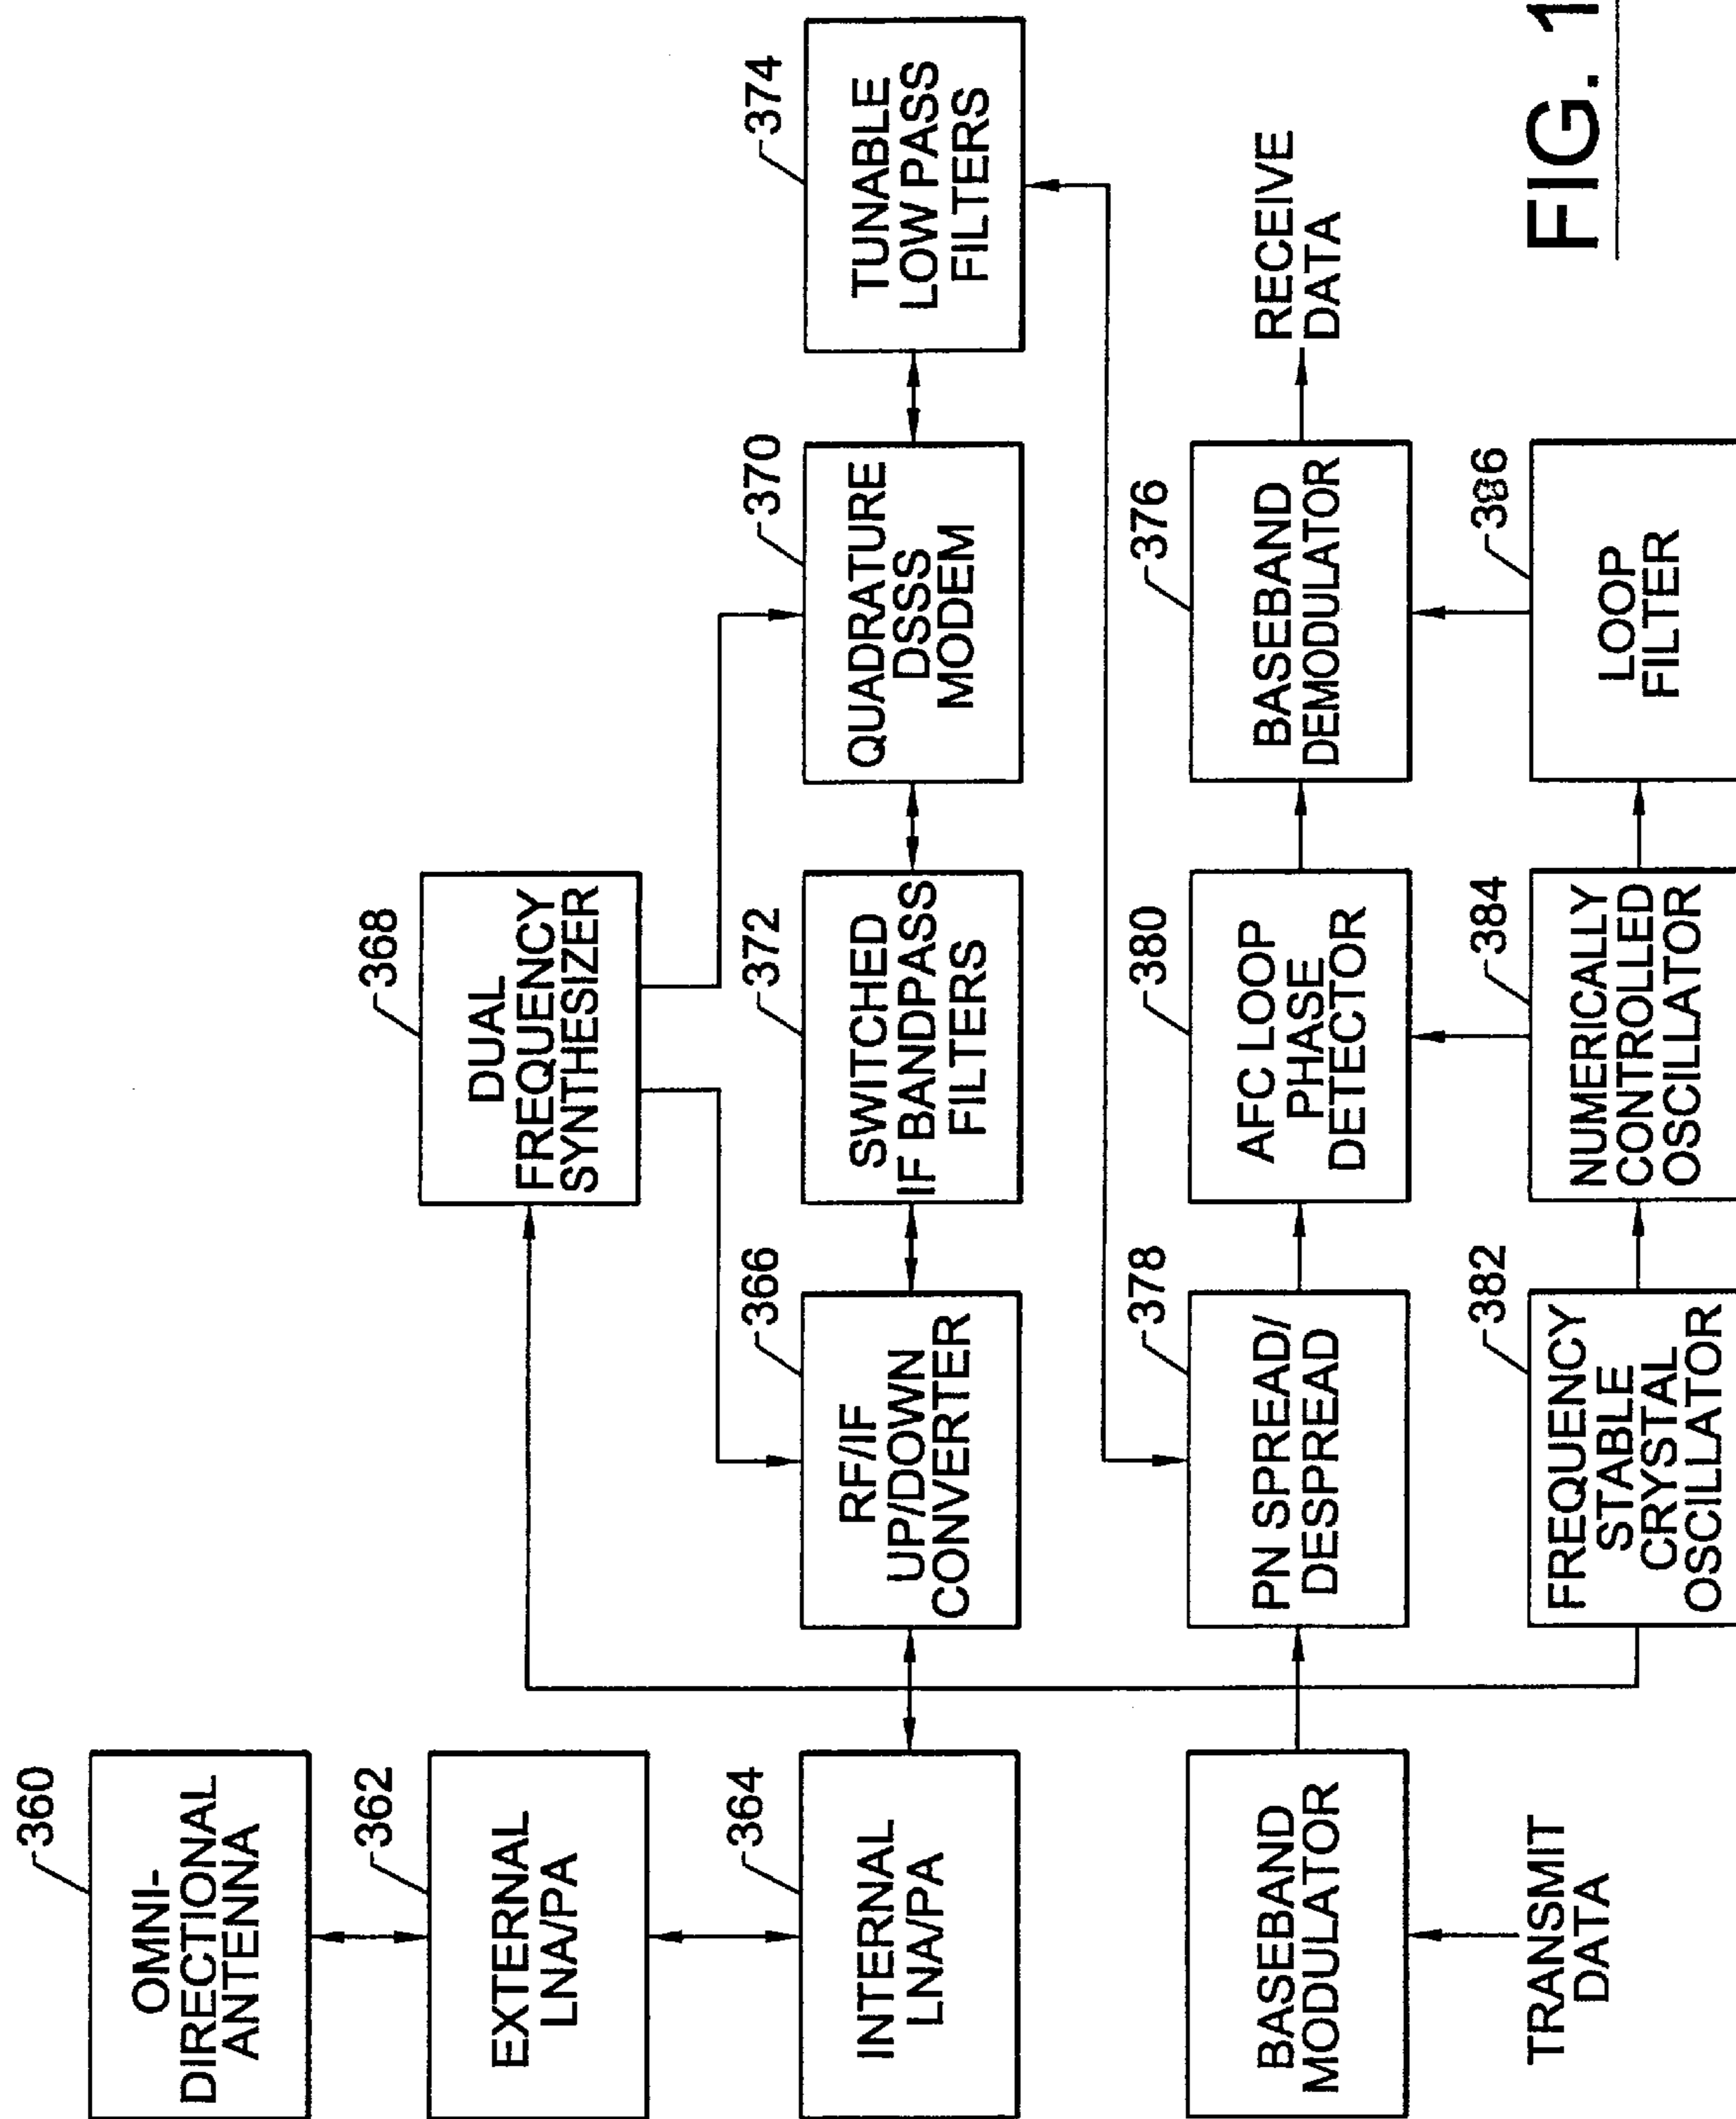 360
OMNI-
DIRECTIONAL
ANTENNA
362
EXTERNAL
LNA/PA
368
DUAL
FREQUENCY
SYNTHESIZER
364
INTERNAL
LNA/PA
366
RF/IF
UP/DOWN
CONVERTER
372
SWITCHED
IF BANDPASS
FILTERS
370
QUADRATURE
DSSS
MODEM
374
TUNABLE
LOW PASS
FILTERS
BASEBAND
MODULATOR
378
PN SPREAD/
DESPREAD
380
AFC LOOP
PHASE
DETECTOR
376
BASEBAND
DEMODULATOR
RECEIVE
DATA
TRANSMIT
DATA
382
FREQUENCY
STABLE
CRYSTAL
OSCILLATOR
384
NUMERICALLY
CONTROLLED
OSCILLATOR
386
LOOP
FILTER
FIG. 1